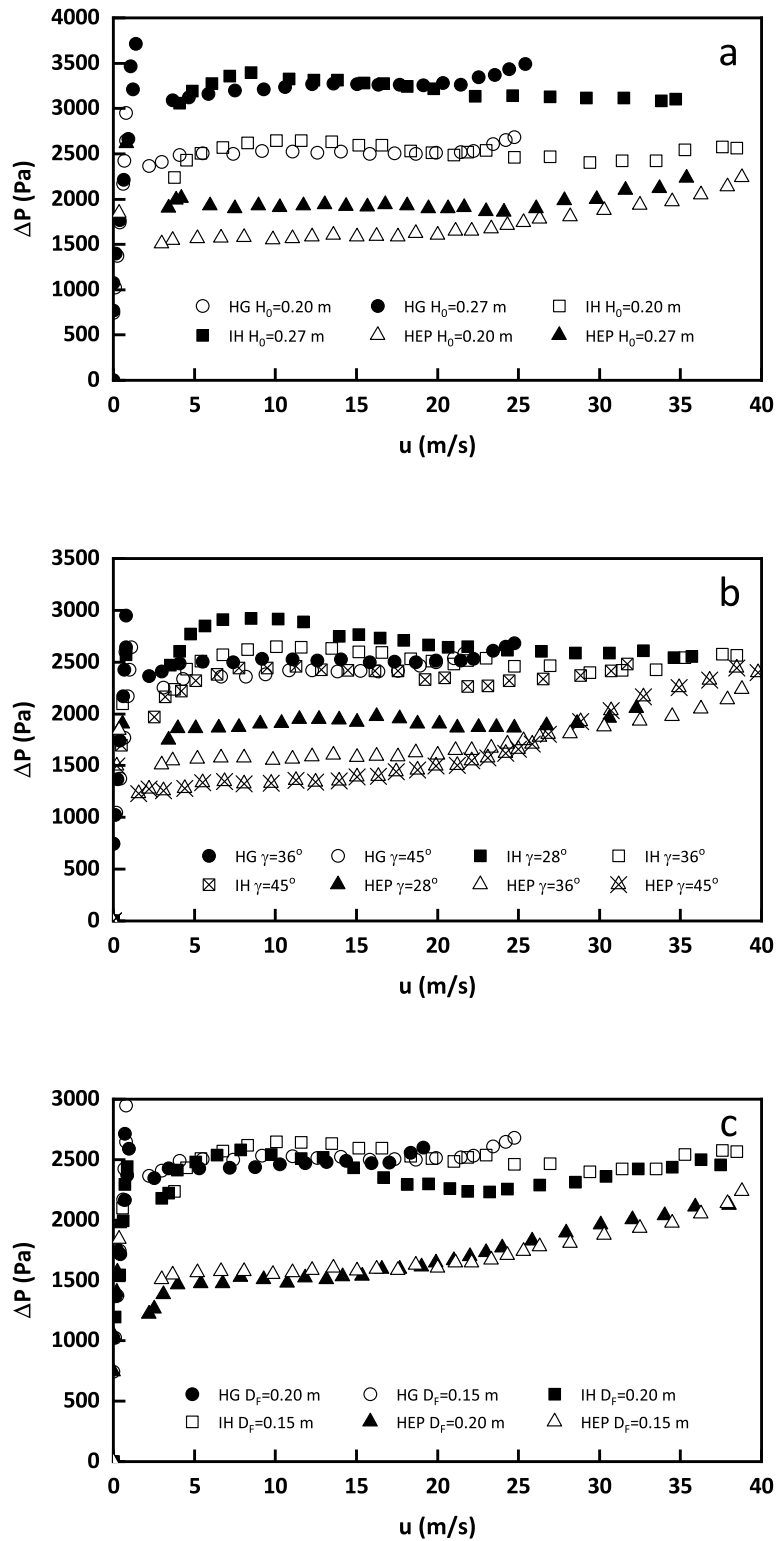 4000
3500
3000
2500
2000
1500
1000
500
0
ΔP (Pa)
a
HG H₀=0.20 m HG H₀=0.27 m IH H₀=0.20 m
IH H₀=0.27 m HEP H₀=0.20 m HEP H₀=0.27 m
0 5 10 15 20 25 30 35 40
u (m/s)
3500
3000
2500
2000
1500
1000
500
0
ΔP (Pa)
b
HG γ=36° HG γ=45° IH γ=28° IH γ=36°
IH γ=45° HEP γ=28° HEP γ=36° HEP γ=45°
0 5 10 15 20 25 30 35 40
u (m/s)
3000
2500
2000
1500
1000
500
0
ΔP (Pa)
c
HG D_F=0.20 m HG D_F=0.15 m IH D_F=0.20 m
IH D_F=0.15 m HEP D_F=0.20 m HEP D_F=0.15 m
0 5 10 15 20 25 30 35 40
u (m/s)